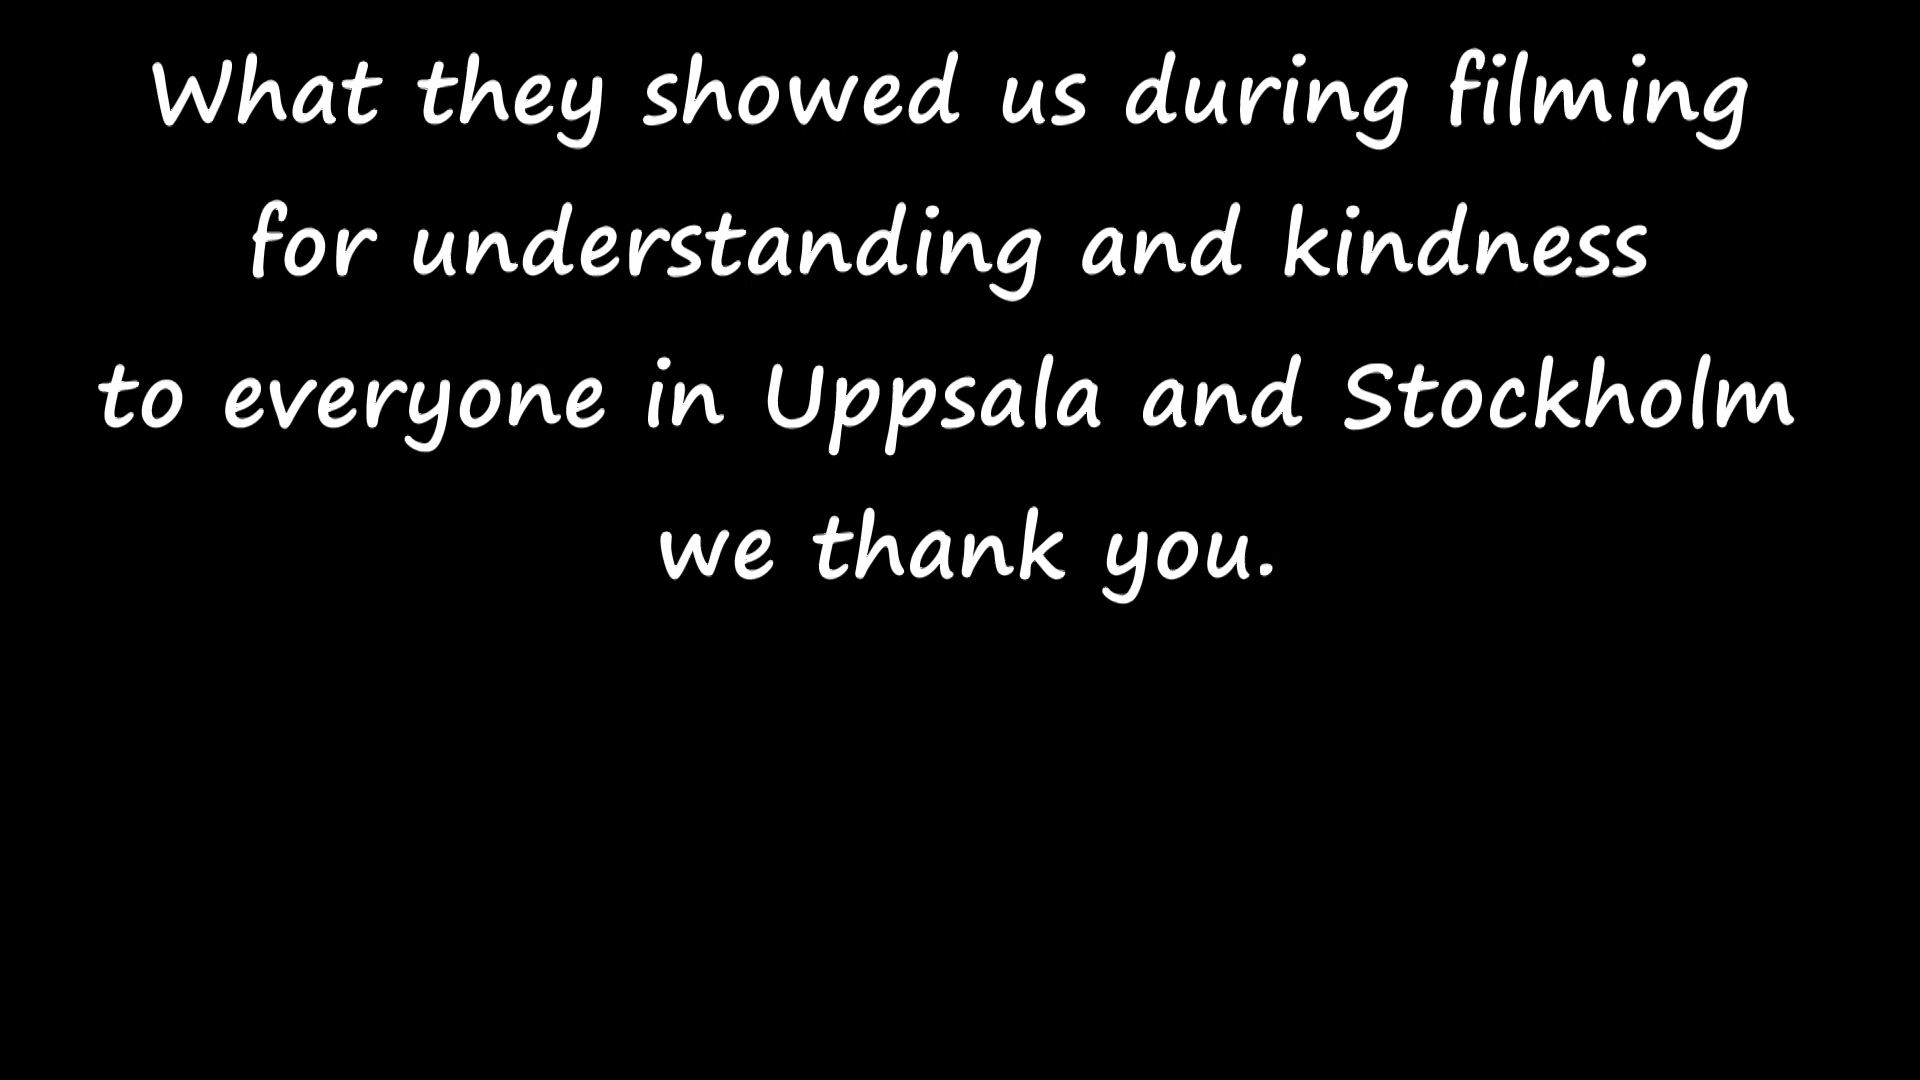 What they showed us during filming
for understanding and kindness
to everyone in Uppsala and Stockholm
we thank you.